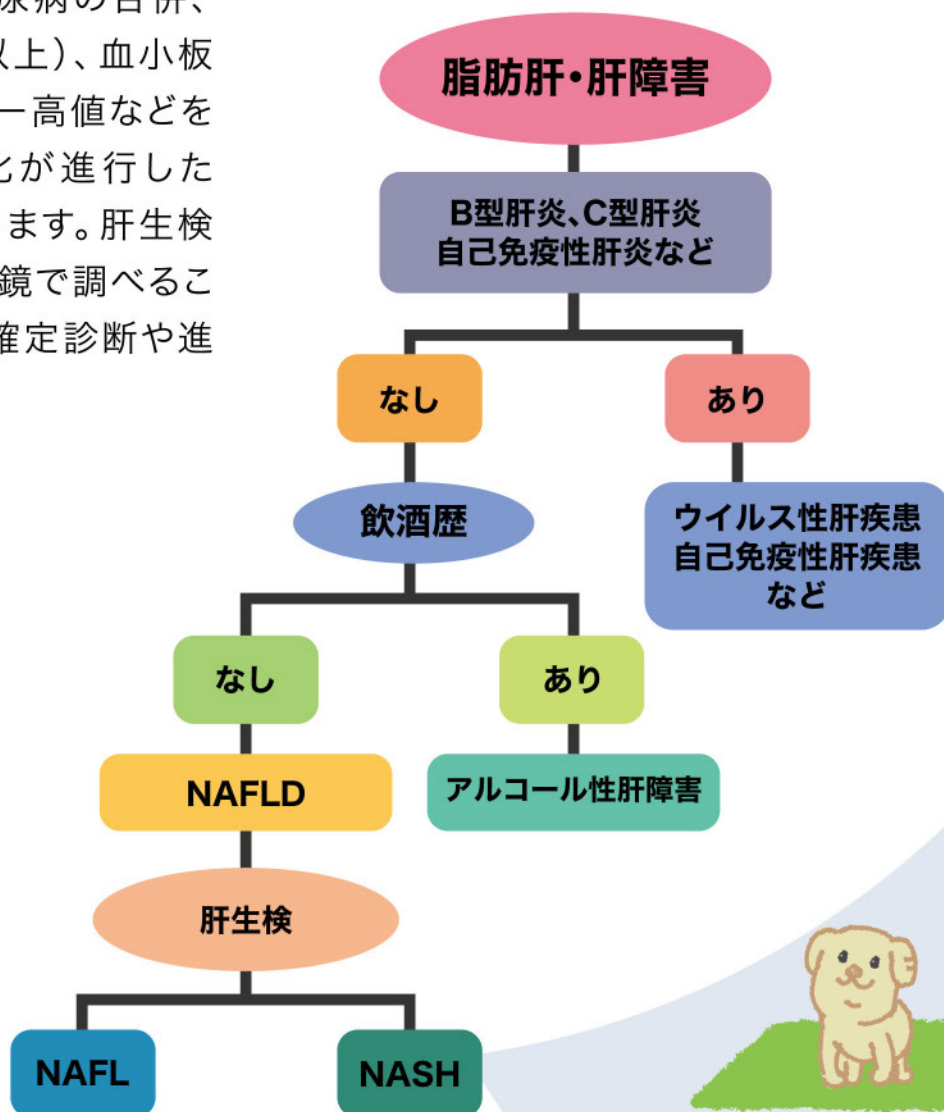 尿病の合併、
以上)、血小板
ー高値などを
化が進行した
ます。肝生検
鏡で調べるこ
確定診断や進
脂肪肝・肝障害
B型肝炎、C型肝炎
自己免疫性肝炎など
なし
あり
飲酒歴
ウイルス性肝疾患
自己免疫性肝疾患
など
なし
あり
NAFLD
アルコール性肝障害
肝生検
NAFL
NASH